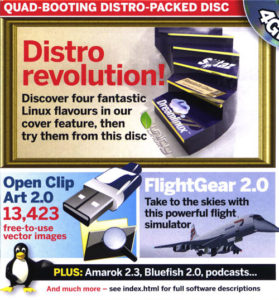 QUAD-BOOTING DISTRO-PACKED DISC
4G
Distro
revolution!
Discover four fantastic
Linux flavours in our
cover feature, then
try them from this disc
Dreamlinux
Open Clip
Art 2.0
13,423
free-to-use
vector images
FlightGear 2.0
Take to the skies with
this powerful flight
simulator
PLUS: Amarok 2.3, Bluefish 2.0, podcasts...
And much more – see index.html for full software descriptions